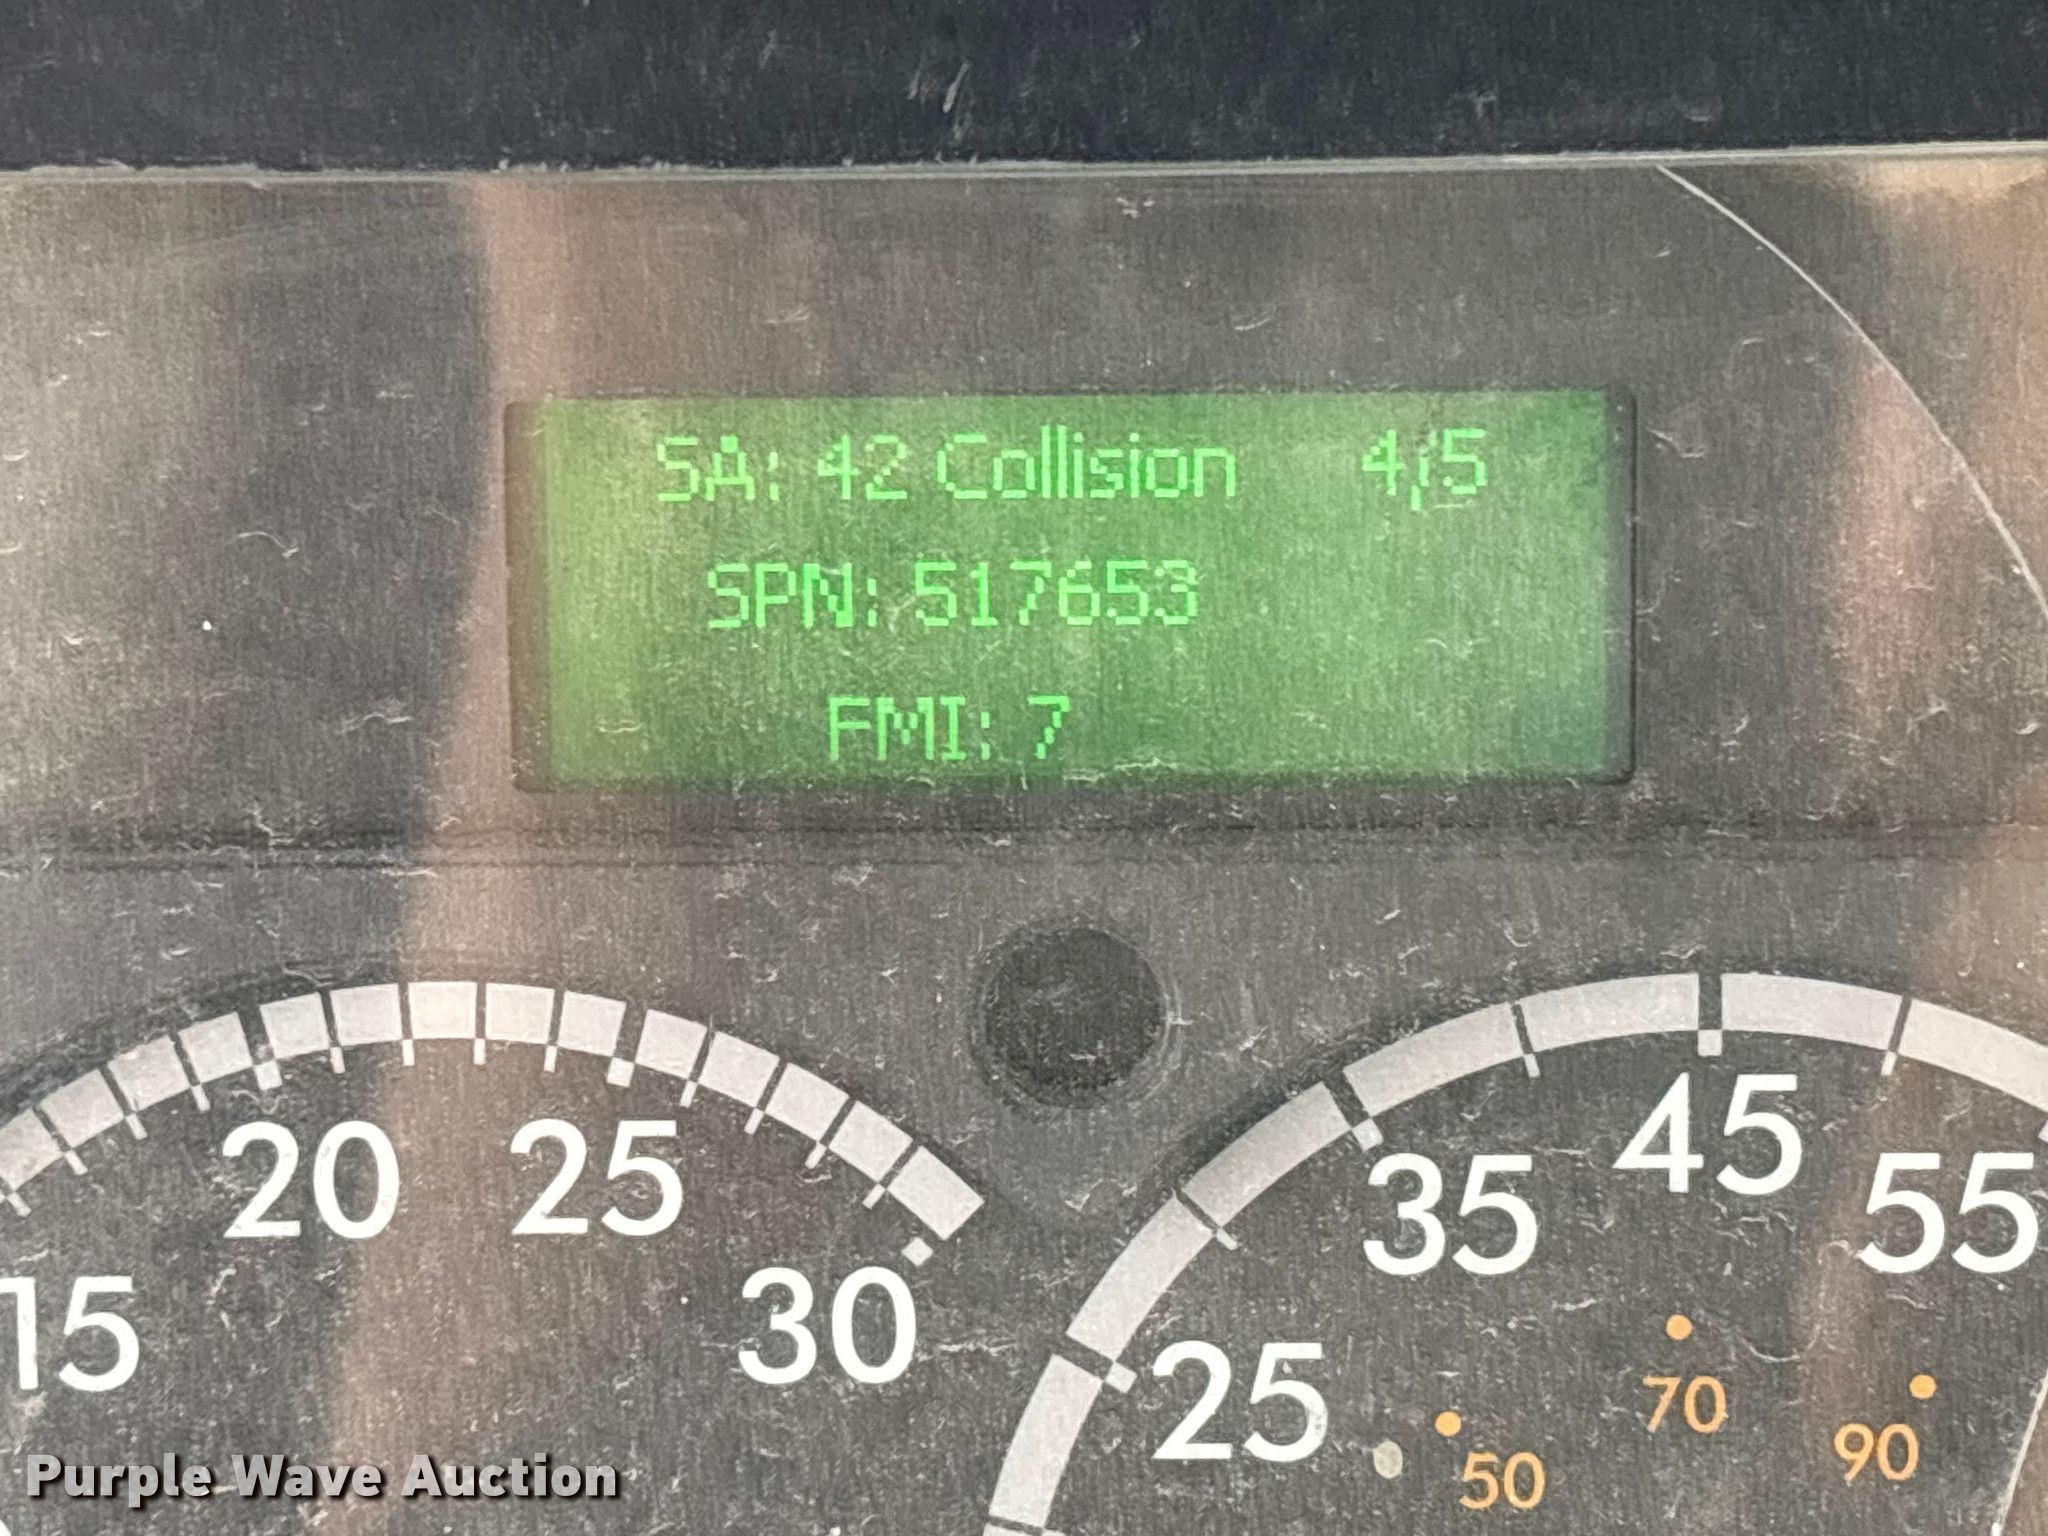 SA: 42 Collision 4/5
SPN: 517653
FMI: 7
15 20 25 30
25 35 45 55
50 70 90
Purple Wave Auction